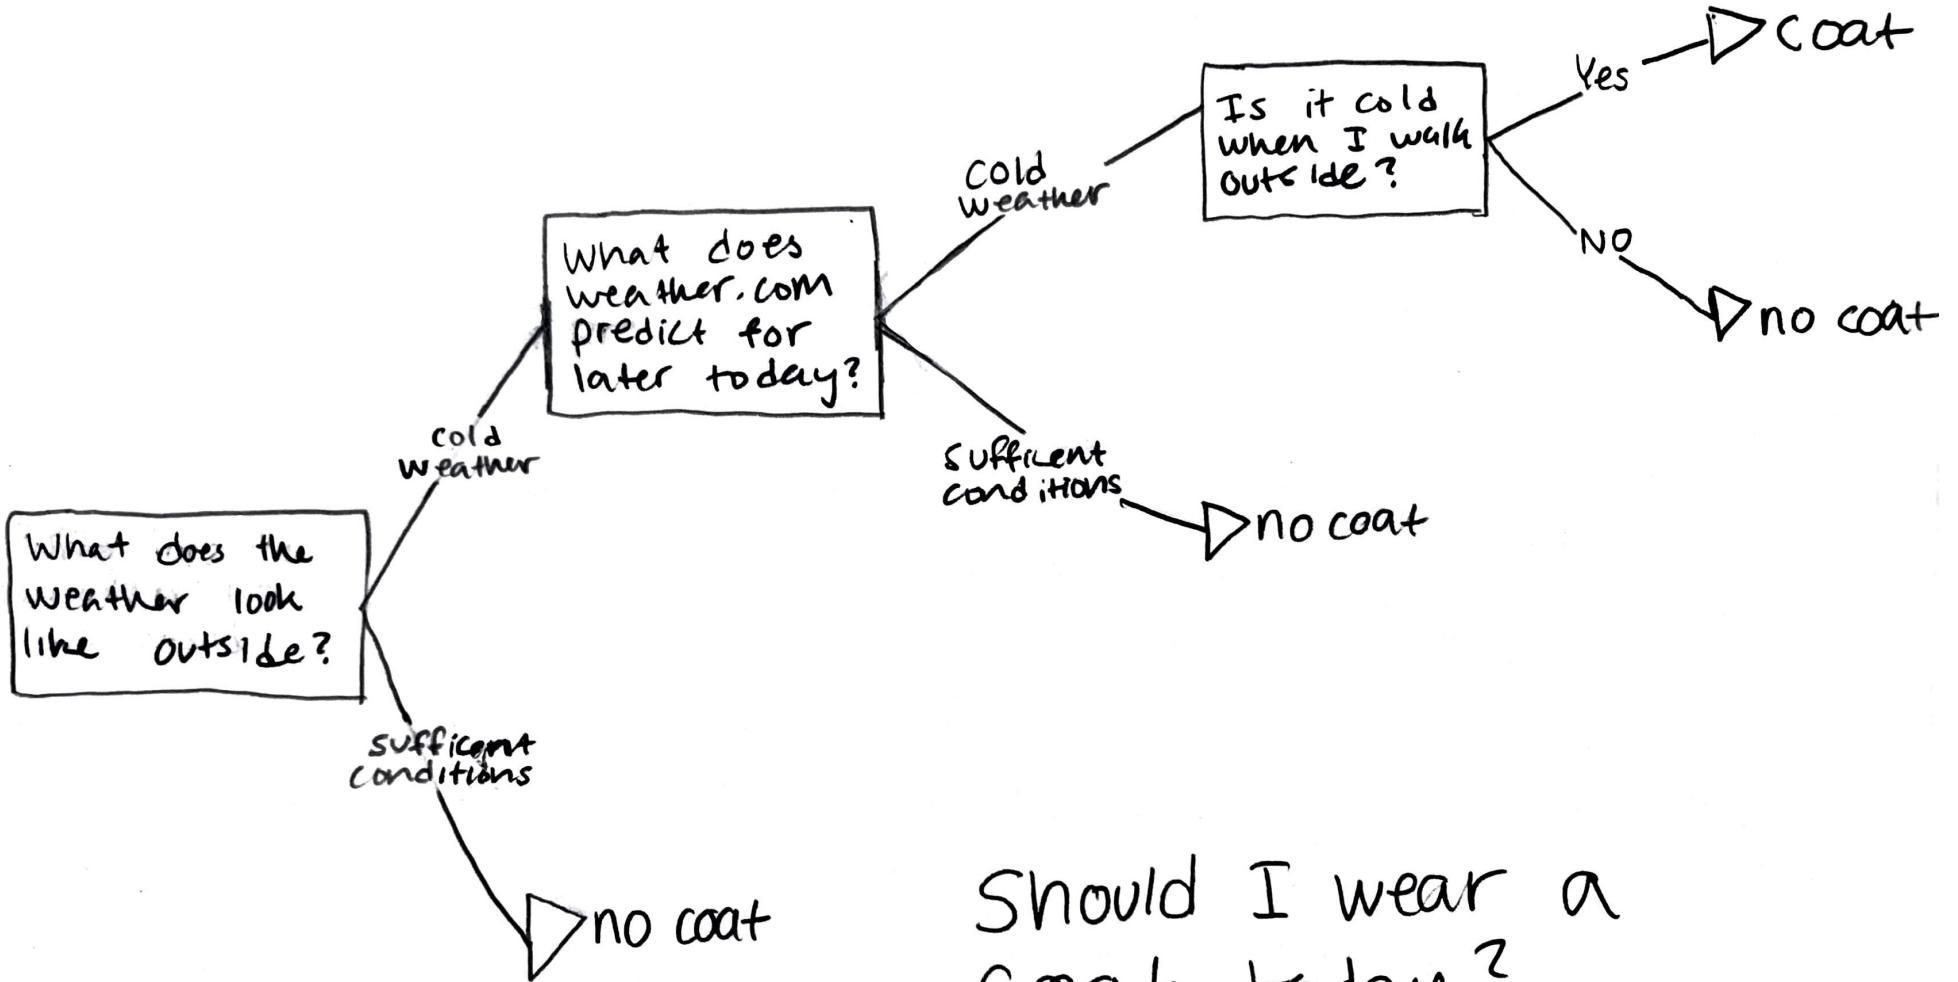 What does the
weather look
like outside?
cold
weather
sufficent
conditions
no coat
What does
weather.com
predict for
later today?
cold
weather
sufficent
conditions
no coat
Is it cold
when I walk
outside?
Yes
coat
NO
no coat
Should I wear a
coat today?